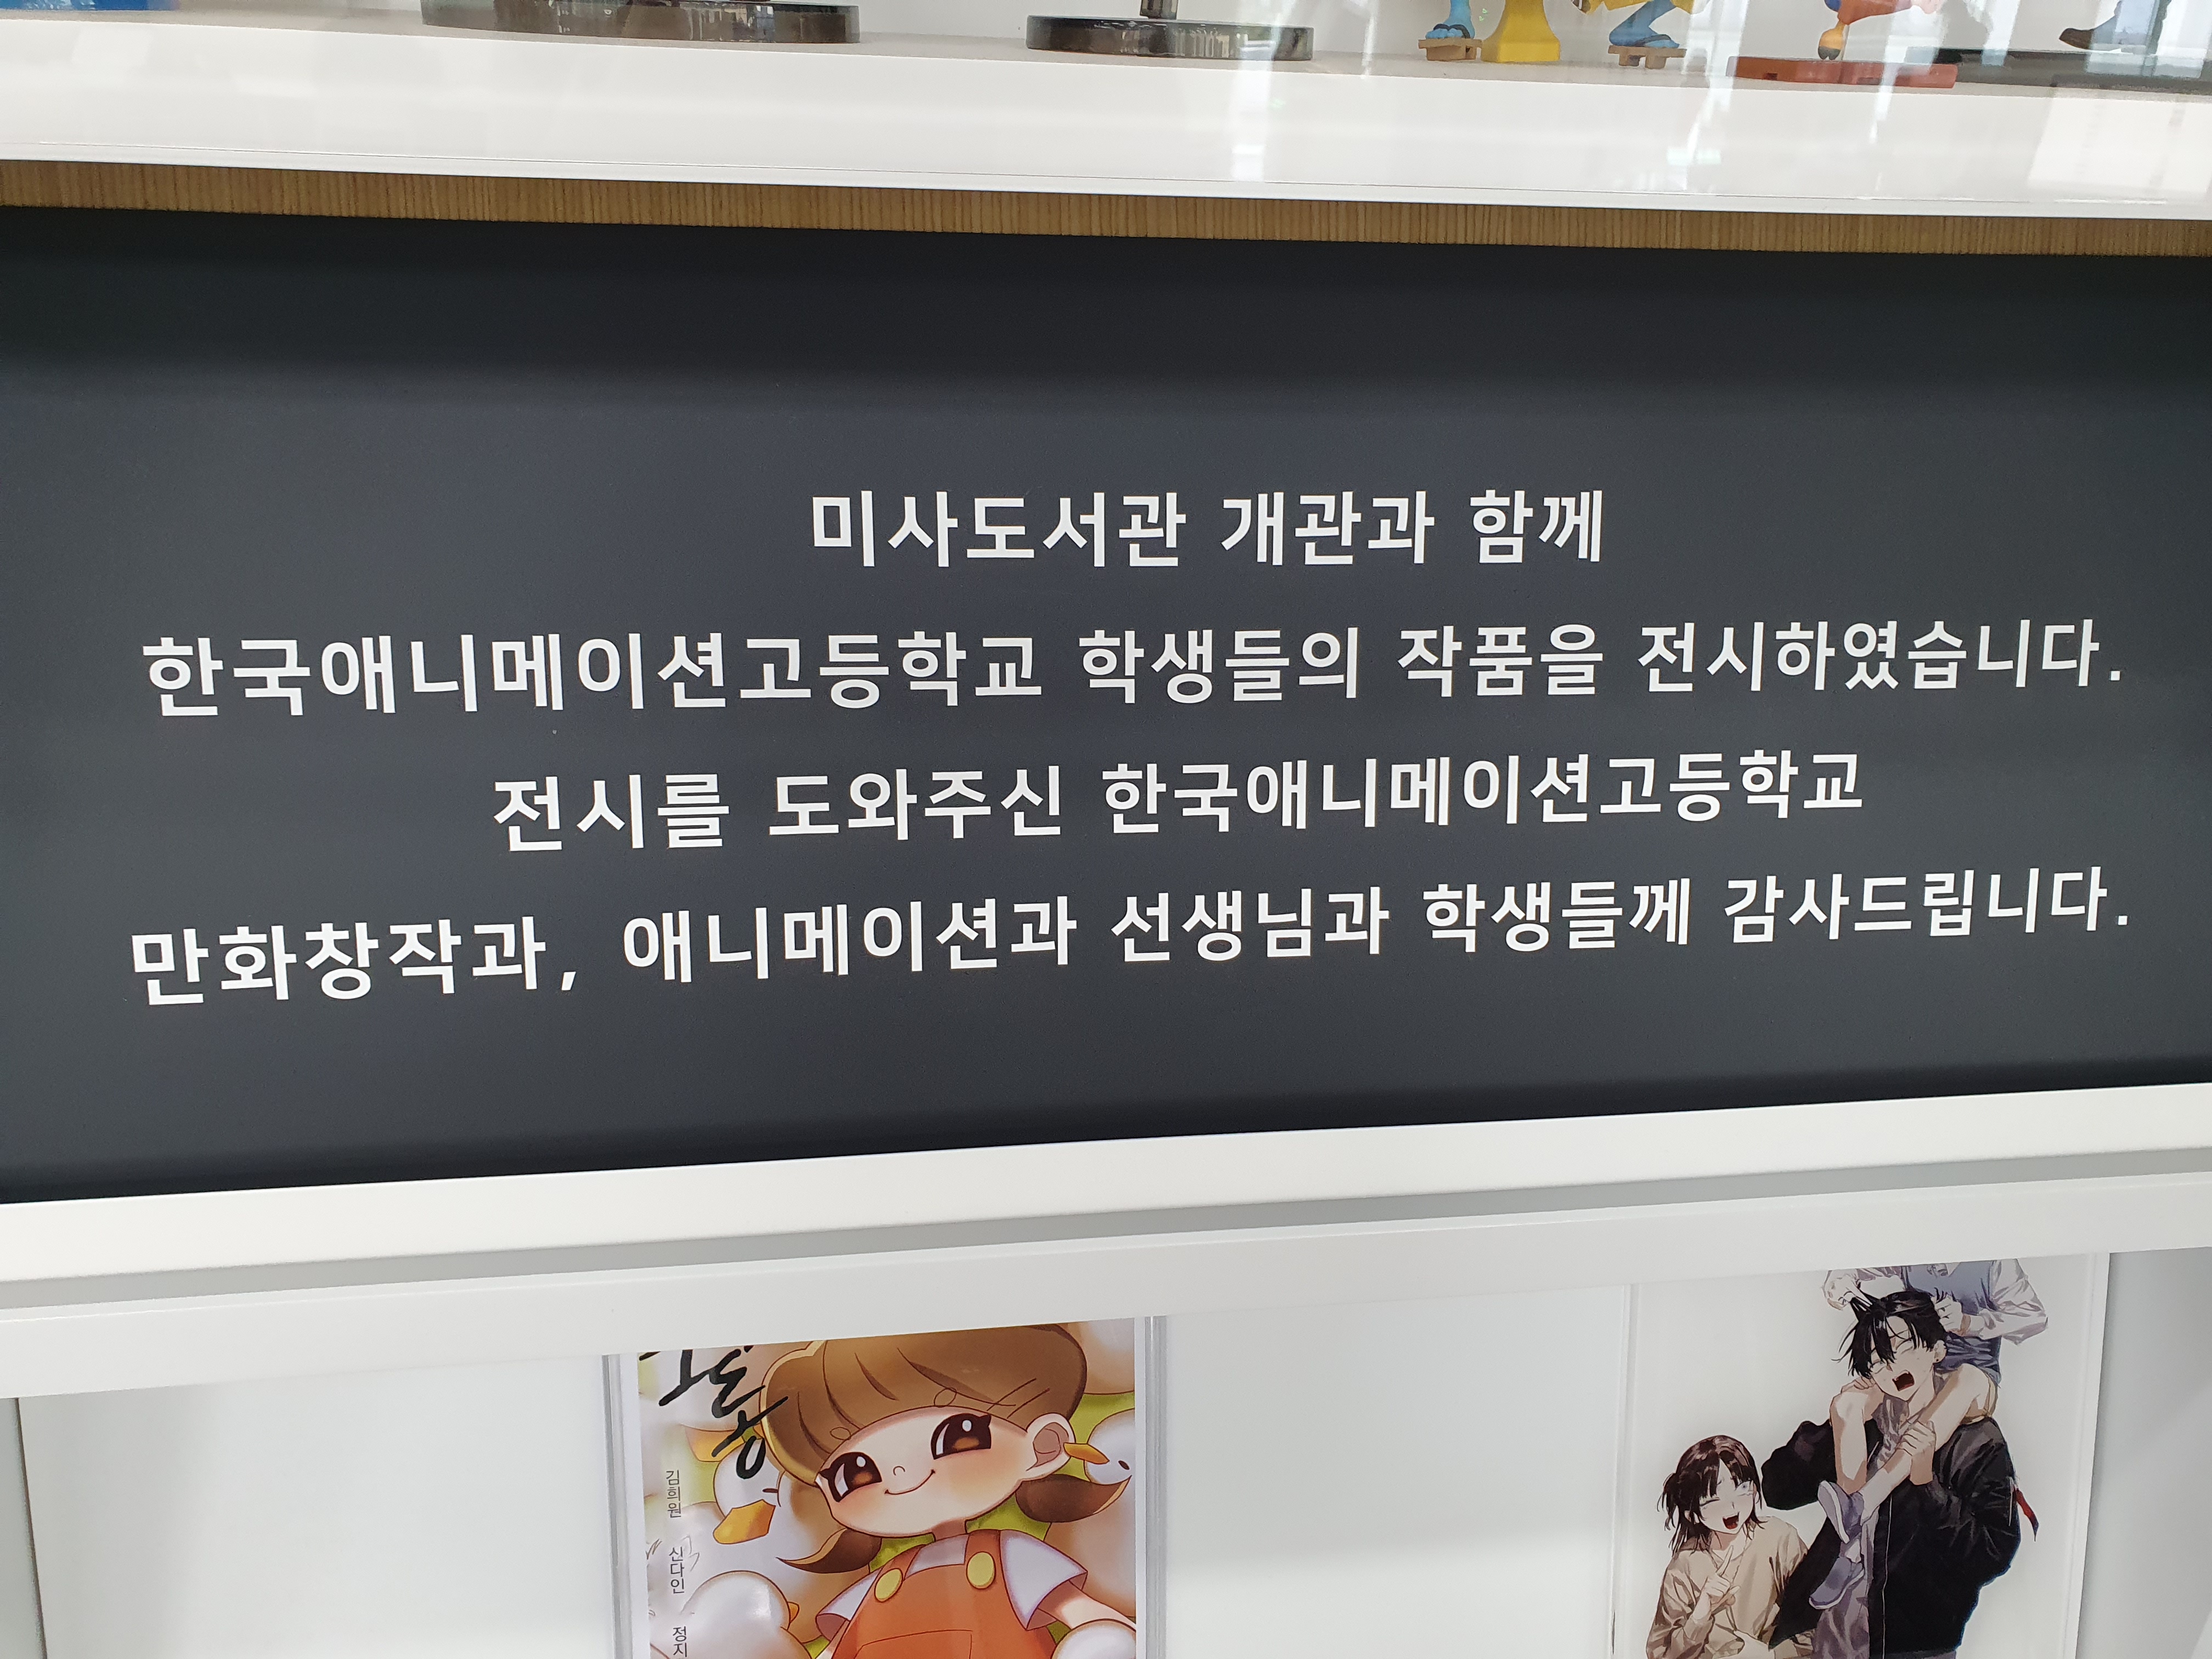 미사도서관 개관과 함께
한국애니메이션고등학교 학생들의 작품을 전시하였습니다.
전시를 도와주신 한국애니메이션고등학교
만화창작과, 애니메이션과 선생님과 학생들께 감사드립니다.
김희원
신다인
정지